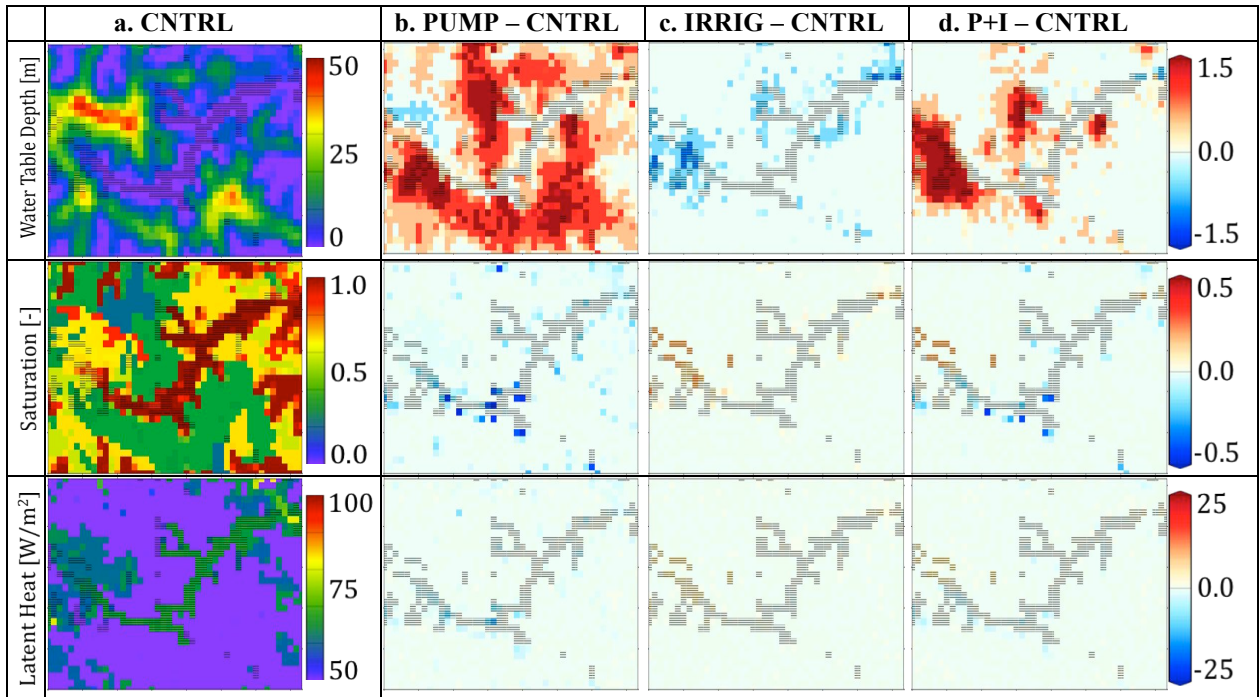 a. CNTRL
b. PUMP – CNTRL
c. IRRIG – CNTRL
d. P+I – CNTRL
Water Table Depth [m]
50
25
0
1.5
0.0
-1.5
Saturation [-]
1.0
0.5
0.0
0.5
0.0
-0.5
Latent Heat [W/m²]
100
75
50
25
0.0
-25